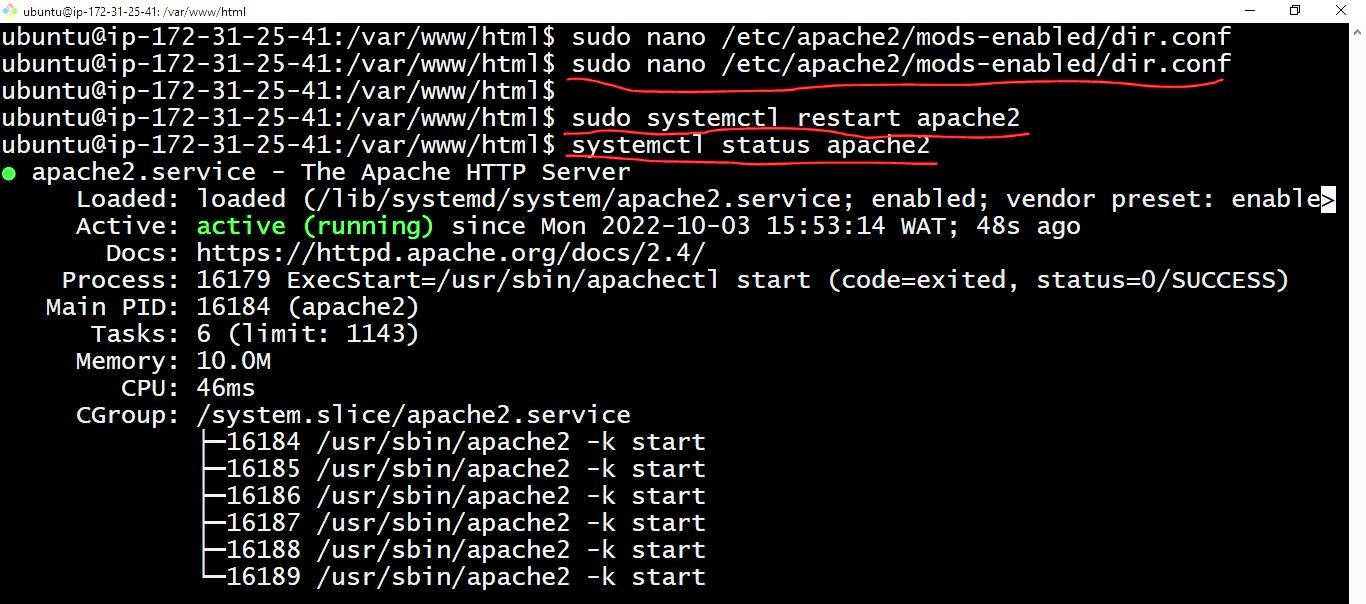 ubuntu@ip-172-31-25-41: /var/www/html
ubuntu@ip-172-31-25-41:/var/www/html$ sudo nano /etc/apache2/mods-enabled/dir.conf
ubuntu@ip-172-31-25-41:/var/www/html$ sudo nano /etc/apache2/mods-enabled/dir.conf
ubuntu@ip-172-31-25-41:/var/www/html$
ubuntu@ip-172-31-25-41:/var/www/html$ sudo systemctl restart apache2
ubuntu@ip-172-31-25-41:/var/www/html$ systemctl status apache2
● apache2.service - The Apache HTTP Server
Loaded: loaded (/lib/systemd/system/apache2.service; enabled; vendor preset: enable>
Active: active (running) since Mon 2022-10-03 15:53:14 WAT; 48s ago
Docs: https://httpd.apache.org/docs/2.4/
Process: 16179 ExecStart=/usr/sbin/apachectl start (code=exited, status=0/SUCCESS)
Main PID: 16184 (apache2)
Tasks: 6 (limit: 1143)
Memory: 10.0M
CPU: 46ms
CGroup: /system.slice/apache2.service
├─16184 /usr/sbin/apache2 -k start
├─16185 /usr/sbin/apache2 -k start
├─16186 /usr/sbin/apache2 -k start
├─16187 /usr/sbin/apache2 -k start
├─16188 /usr/sbin/apache2 -k start
└─16189 /usr/sbin/apache2 -k start